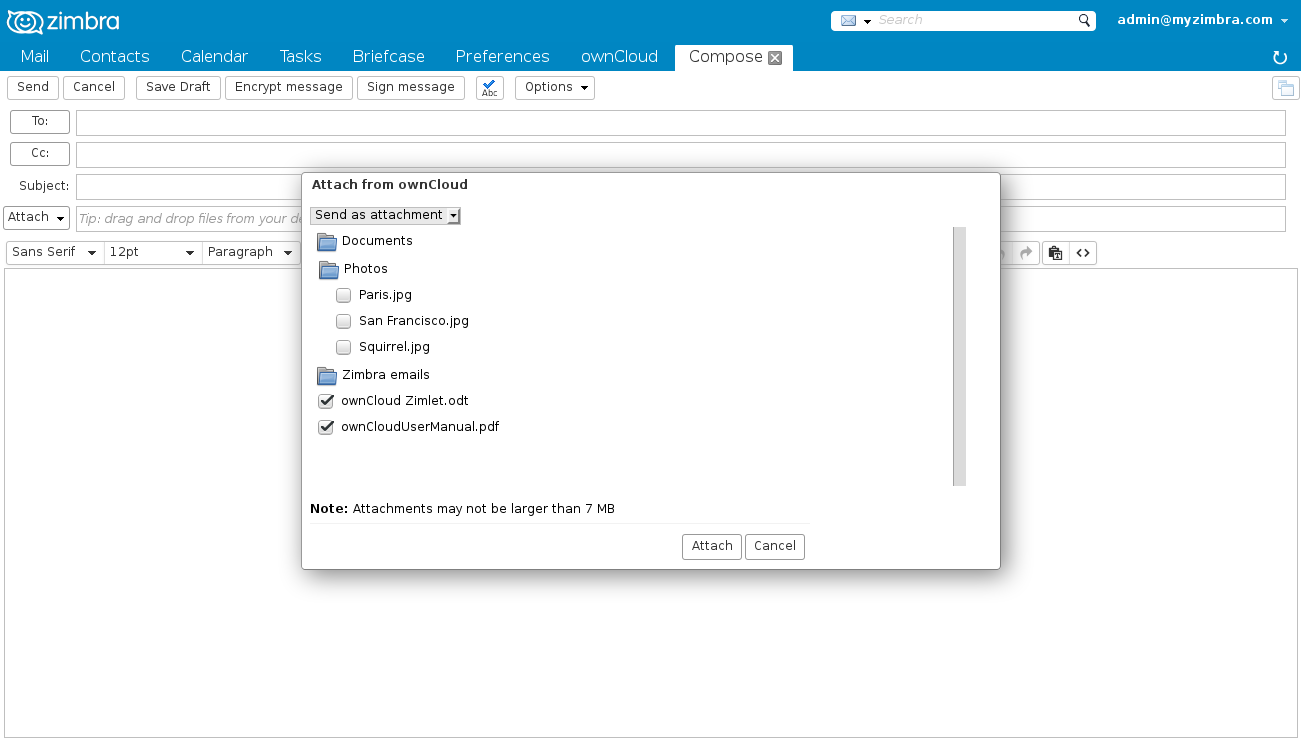 zimbra
Search
admin@myzimbra.com
Mail Contacts Calendar Tasks Briefcase Preferences ownCloud Compose
Send Cancel Save Draft Encrypt message Sign message Abc Options
To:
Cc:
Subject:
Attach Tip: drag and drop files from your
Sans Serif 12pt Paragraph
Attach from ownCloud
Send as attachment
Documents
Photos
Paris.jpg
San Francisco.jpg
Squirrel.jpg
Zimbra emails
ownCloud Zimlet.odt
ownCloudUserManual.pdf
Note: Attachments may not be larger than 7 MB
Attach Cancel